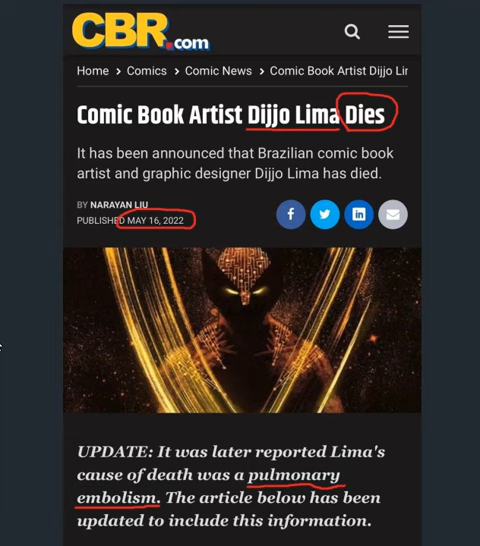 CBR.com
Home > Comics > Comic News > Comic Book Artist Dijjo Lir
Comic Book Artist Dijjo Lima Dies
It has been announced that Brazilian comic book
artist and graphic designer Dijjo Lima has died.
BY NARAYAN LIU
PUBLISHED MAY 16, 2022
UPDATE: It was later reported Lima's
cause of death was a pulmonary
embolism. The article below has been
updated to include this information.